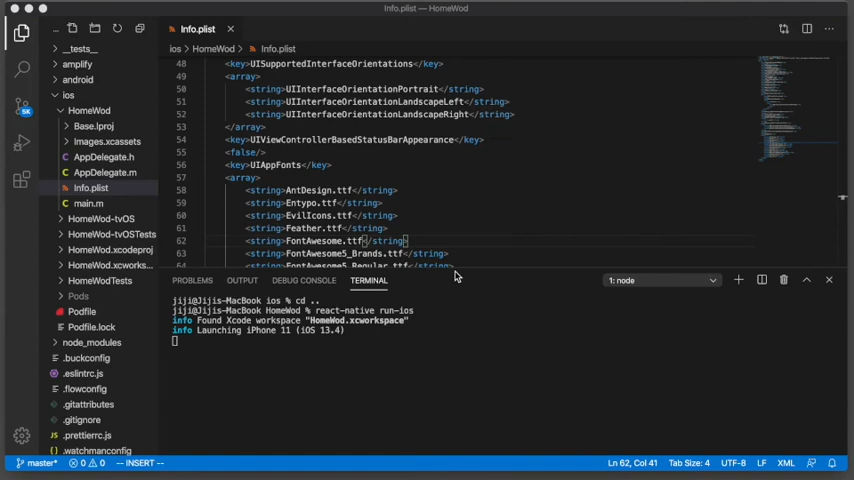 Info.plist — HomeWod
...
Info.plist
ios > HomeWod > Info.plist
__tests__
amplify
android
ios
HomeWod
Base.lproj
Images.xcassets
AppDelegate.h
AppDelegate.m
Info.plist
main.m
HomeWod-tvOS
HomeWod-tvOSTests
HomeWod.xcodeproj
HomeWod.xcworks...
HomeWodTests
Pods
Podfile
Podfile.lock
node_modules
.buckconfig
.eslintrc.js
.flowconfig
.gitattributes
.gitignore
.prettierrc.js
.watchmanconfig
5K
48 <key>UISupportedInterfaceOrientations</key>
49 <array>
50 <string>UIInterfaceOrientationPortrait</string>
51 <string>UIInterfaceOrientationLandscapeLeft</string>
52 <string>UIInterfaceOrientationLandscapeRight</string>
53 </array>
54 <key>UIViewControllerBasedStatusBarAppearance</key>
55 <false/>
56 <key>UIAppFonts</key>
57 <array>
58 <string>AntDesign.ttf</string>
59 <string>Entypo.ttf</string>
60 <string>EvilIcons.ttf</string>
61 <string>Feather.ttf</string>
62 <string>FontAwesome.ttf</string>
63 <string>FontAwesome5_Brands.ttf</string>
64 <string>FontAwesome5_Regular.ttf</string>
PROBLEMS OUTPUT DEBUG CONSOLE TERMINAL 1: node
jiji@Jijis-MacBook ios % cd ..
jiji@Jijis-MacBook HomeWod % react-native run-ios
info Found Xcode workspace "HomeWod.xcworkspace"
info Launching iPhone 11 (iOS 13.4)
master* 0 0 -- INSERT -- Ln 62, Col 41 Tab Size: 4 UTF-8 LF XML